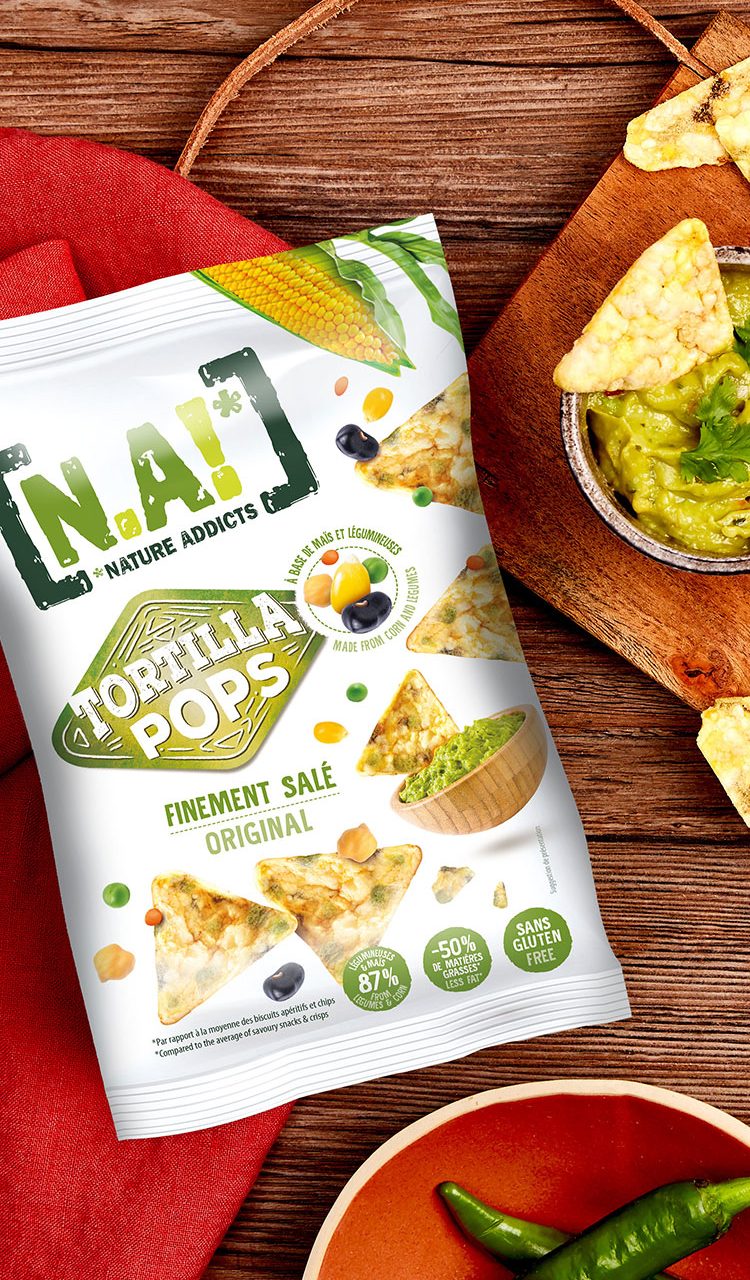 [N.A!*]
*NATURE ADDICTS
À BASE DE MAÏS ET LÉGUMINEUSES
MADE FROM CORN AND LEGUMES
TORTILLA
POPS
FINEMENT SALÉ
ORIGINAL
Suggestion de présentation
LÉGUMINEUSES
& MAÏS
87%
FROM
LEGUMES & CORN
-50%
DE MATIÈRES
GRASSES*
LESS FAT*
SANS
GLUTEN
FREE
*Par rapport à la moyenne des biscuits apéritifs et chips
*Compared to the average of savoury snacks & crisps